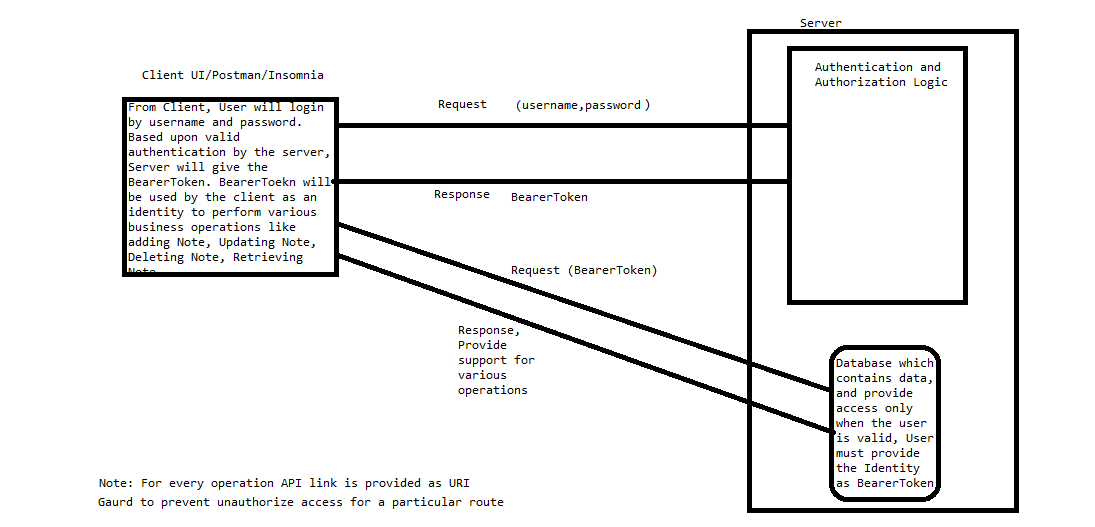 Server
Client UI/Postman/Insomnia
From Client, User will login
by username and password.
Based upon valid
authentication by the server,
Server will give the
BearerToken. BearerToekn will
be used by the client as an
identity to perform various
business operations like
adding Note, Updating Note,
Deleting Note, Retrieving
Note
Request (username,password)
Response BearerToken
Request (BearerToken)
Response,
Provide
support for
various
operations
Authentication and
Authorization Logic
Database which
contains data,
and provide
access only
when the user
is valid, User
must provide
the Identity
as BearerToken
Note: For every operation API link is provided as URI
Gaurd to prevent unauthorize access for a particular route